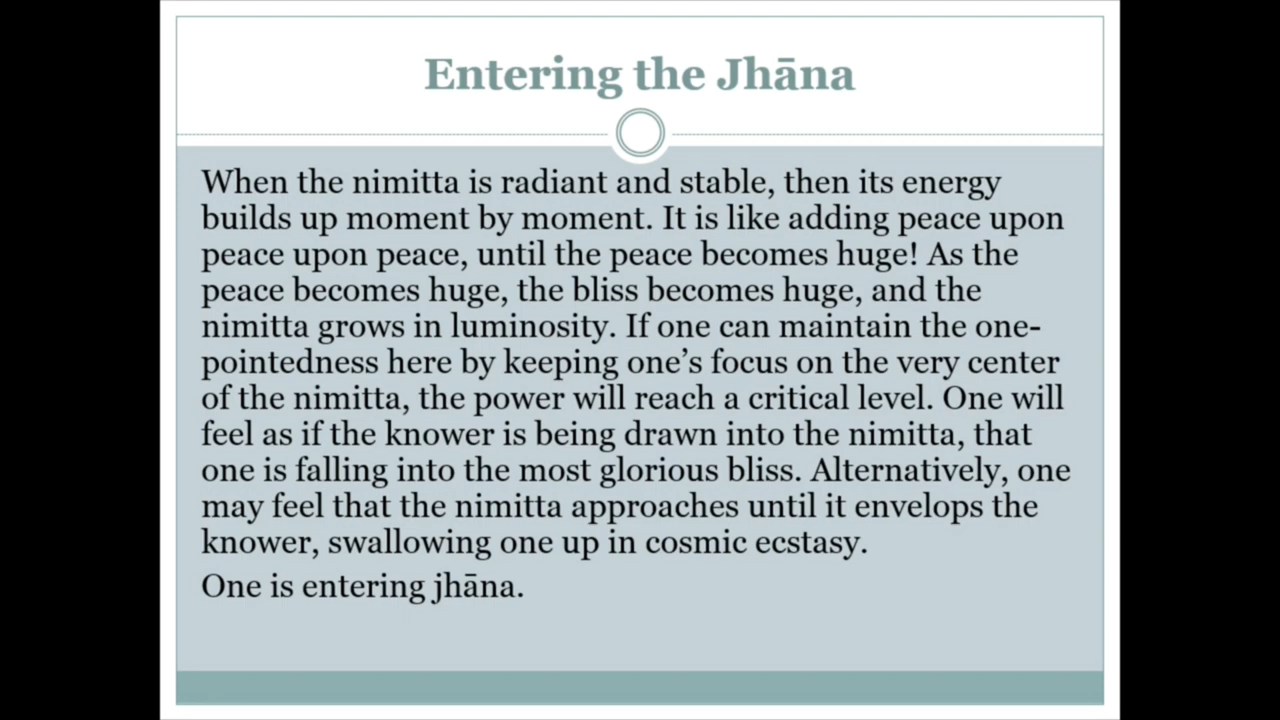 Entering the Jhāna
When the nimitta is radiant and stable, then its energy
builds up moment by moment. It is like adding peace upon
peace upon peace, until the peace becomes huge! As the
peace becomes huge, the bliss becomes huge, and the
nimitta grows in luminosity. If one can maintain the one-
pointedness here by keeping one’s focus on the very center
of the nimitta, the power will reach a critical level. One will
feel as if the knower is being drawn into the nimitta, that
one is falling into the most glorious bliss. Alternatively, one
may feel that the nimitta approaches until it envelops the
knower, swallowing one up in cosmic ecstasy.
One is entering jhāna.